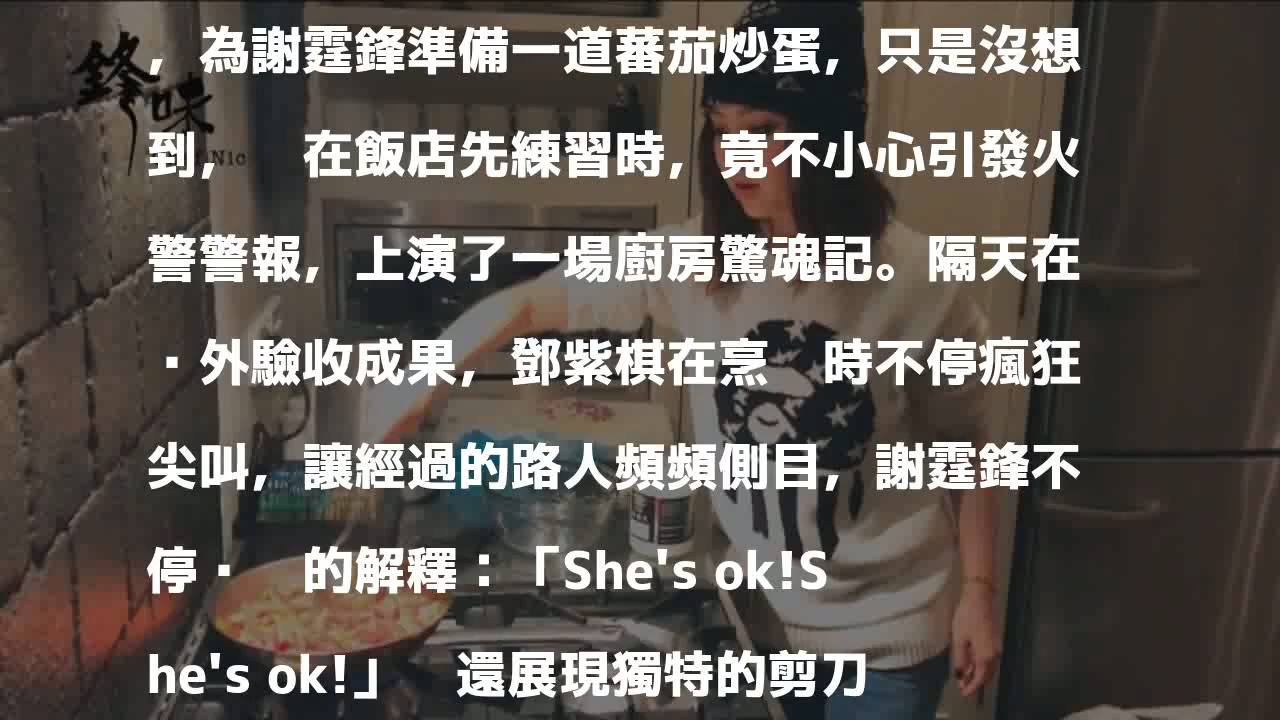 鋒味
Nic
，為謝霆鋒準備一道蕃茄炒蛋，只是沒想
到，　在飯店先練習時，竟不小心引發火
警警報，上演了一場廚房驚魂記。隔天在
▪外驗收成果，鄧紫棋在烹　時不停瘋狂
尖叫，讓經過的路人頻頻側目，謝霆鋒不
停▪　的解釋：「She's ok!S
he's ok!」　還展現獨特的剪刀